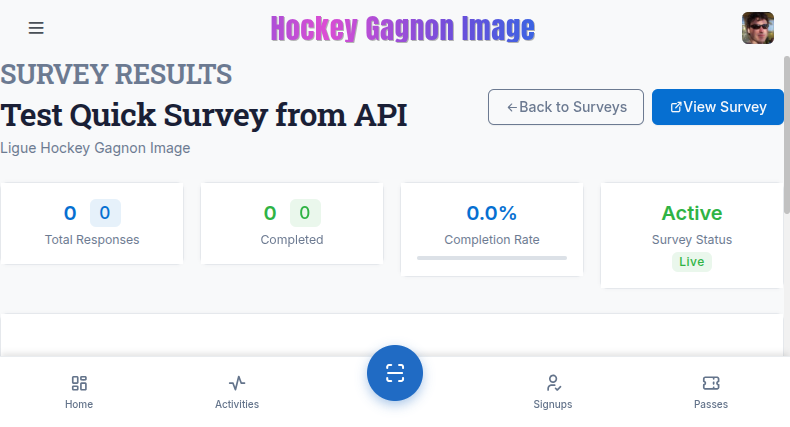 Hockey Gagnon Image
SURVEY RESULTS
Test Quick Survey from API
Ligue Hockey Gagnon Image
←Back to Surveys
View Survey
0 0
Total Responses
0 0
Completed
0.0%
Completion Rate
Active
Survey Status
Live
Home
Activities
Signups
Passes